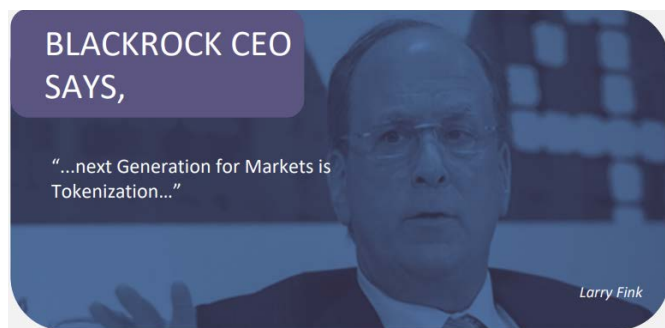 BLACKROCK CEO
SAYS,
“...next Generation for Markets is
Tokenization…”
Larry Fink